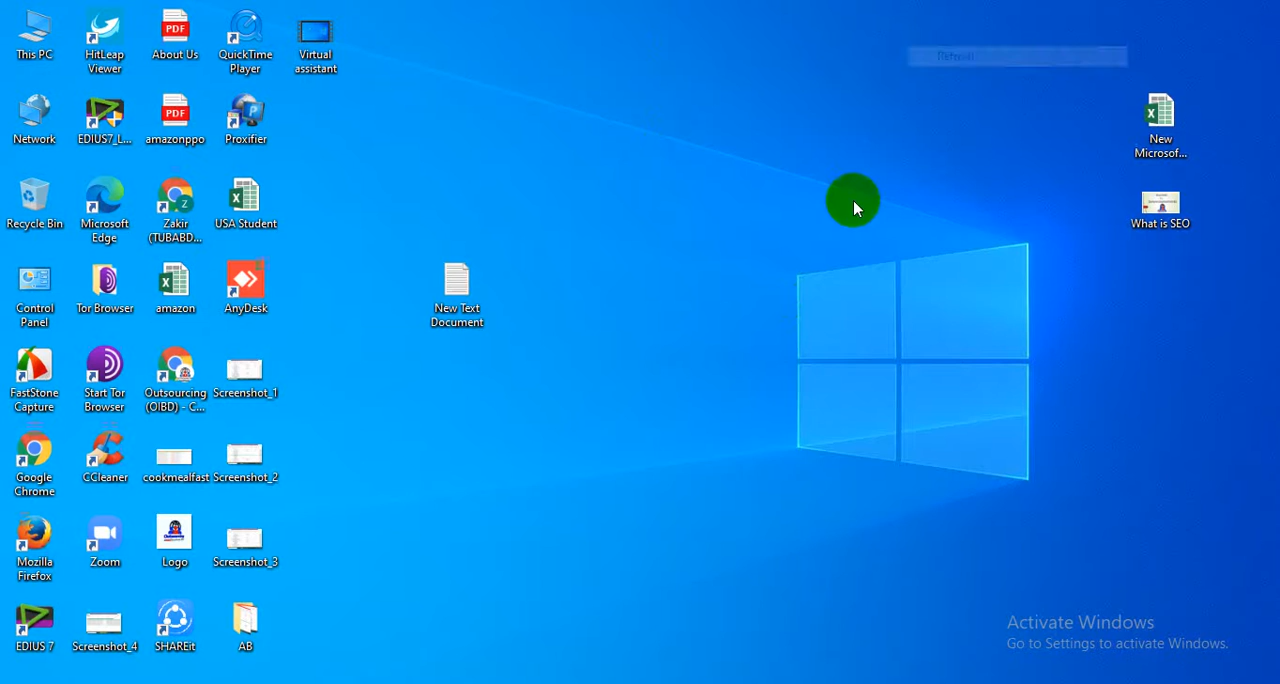 This PC
HitLeap
Viewer
PDF
About Us
QuickTime
Player
Virtual
assistant
Network
EDIUS7_L...
PDF
amazonppo
Proxifier
New
Microsof...
Recycle Bin
Microsoft
Edge
Z
Zakir
(TUBABD...
USA Student
What is SEO
Control
Panel
Tor Browser
amazon
AnyDesk
New Text
Document
FastStone
Capture
Start Tor
Browser
Outsourcing
(OIBD) - C...
Screenshot_1
Google
Chrome
CCleaner
cookmealfast
Screenshot_2
Mozilla
Firefox
Zoom
Logo
Screenshot_3
EDIUS 7
Screenshot_4
SHAREit
AB
Activate Windows
Go to Settings to activate Windows.